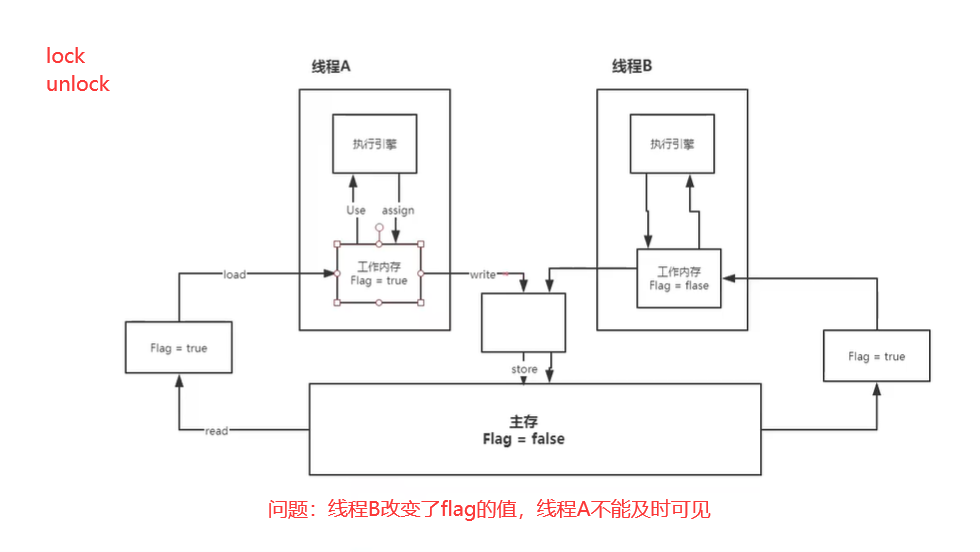 lock
unlock
线程A
线程B
执行引擎
执行引擎
Use
assign
工作内存
Flag = true
工作内存
Flag = flase
load
write
Flag = true
Flag = true
store
read
主存
Flag = false
问题：线程B改变了flag的值，线程A不能及时可见